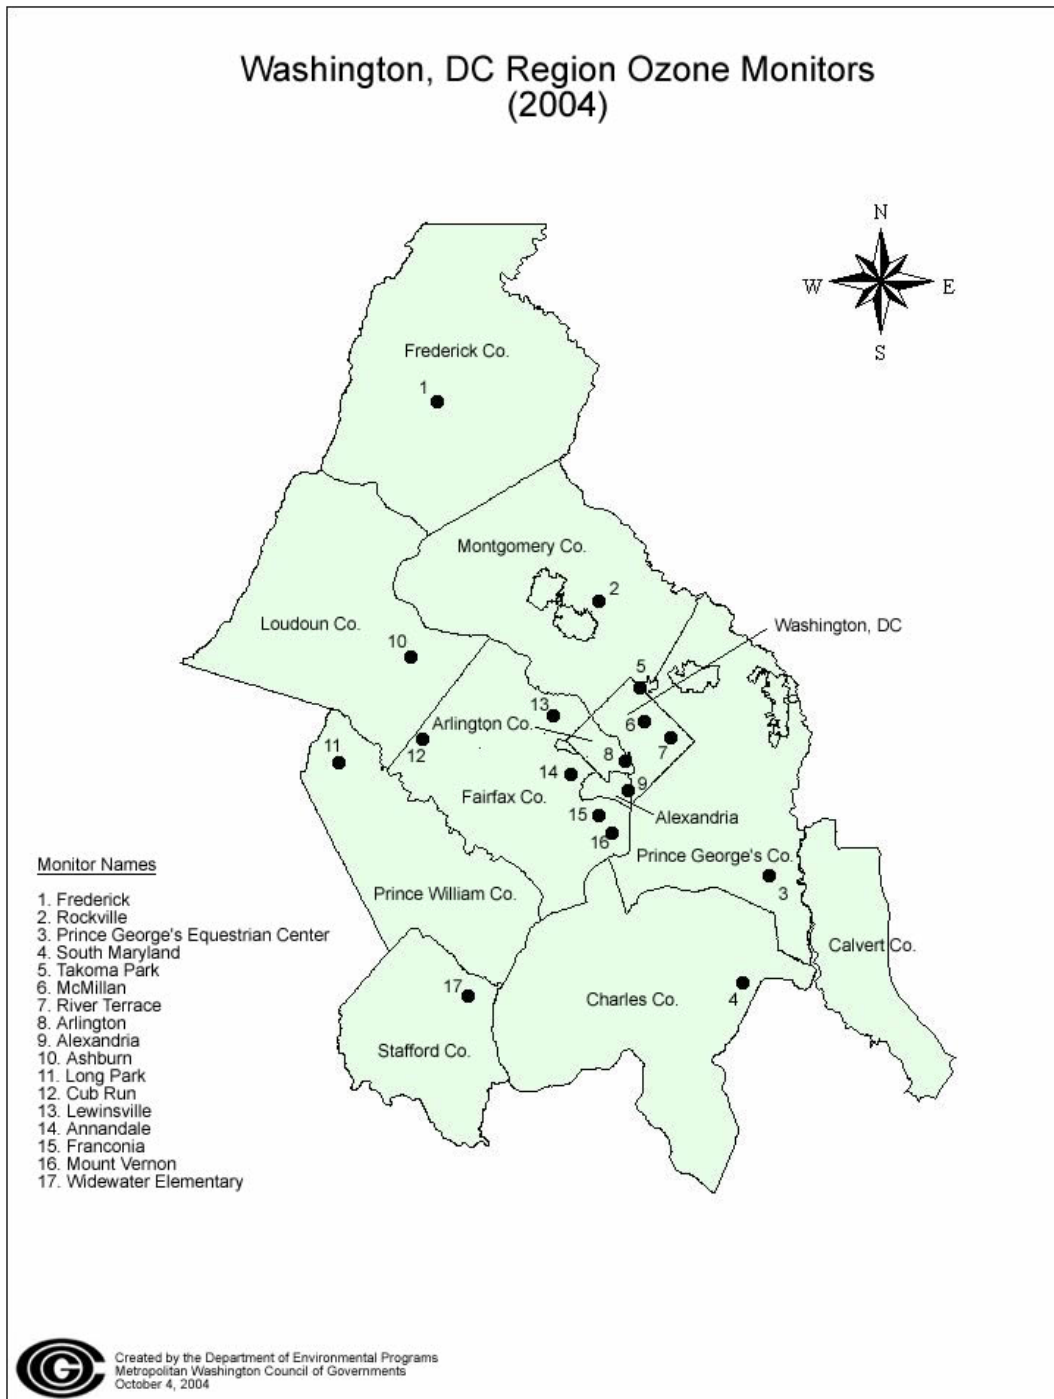 Washington, DC Region Ozone Monitors
(2004)
N
W
E
S
Frederick Co.
1
Montgomery Co.
2
Loudoun Co.
Washington, DC
10
5
13
Arlington Co.
6
12
7
11
8
14
9
Fairfax Co.
15
Alexandria
16
Prince George's Co.
3
Prince William Co.
Calvert Co.
17
Charles Co.
4
Stafford Co.
Monitor Names
1. Frederick
2. Rockville
3. Prince George's Equestrian Center
4. South Maryland
5. Takoma Park
6. McMillan
7. River Terrace
8. Arlington
9. Alexandria
10. Ashburn
11. Long Park
12. Cub Run
13. Lewinsville
14. Annandale
15. Franconia
16. Mount Vernon
17. Widewater Elementary
Created by the Department of Environmental Programs
Metropolitan Washington Council of Governments
October 4, 2004